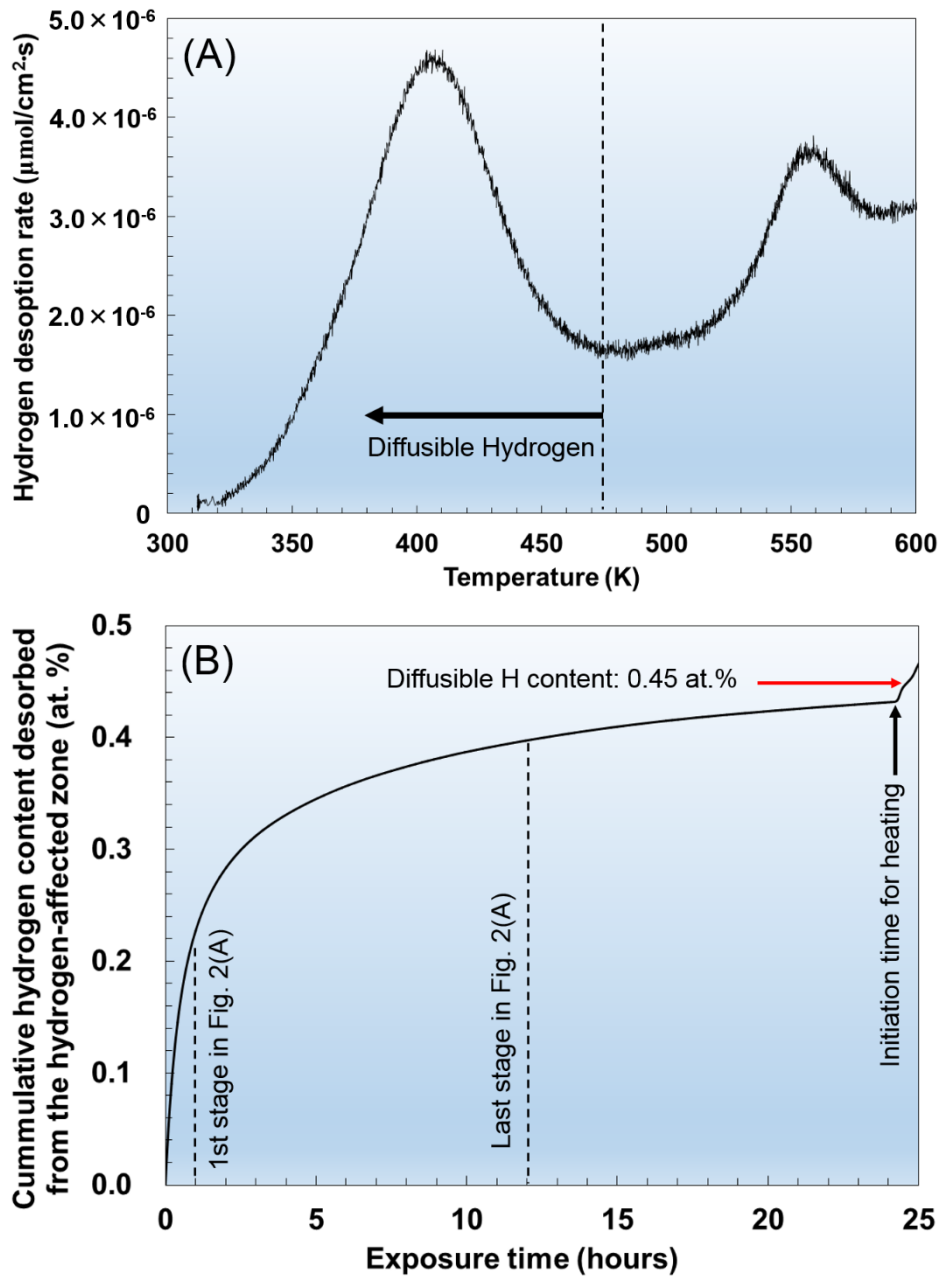 (A)
Hydrogen desoption rate (μmol/cm²·s)
5.0×10⁻⁶
4.0×10⁻⁶
3.0×10⁻⁶
2.0×10⁻⁶
1.0×10⁻⁶
0
Diffusible Hydrogen
300 350 400 450 500 550 600
Temperature (K)
(B)
Cummulative hydrogen content desorbed
from the hydrogen-affected zone (at. %)
0.5
0.4
0.3
0.2
0.1
0.0
Diffusible H content: 0.45 at.%
1st stage in Fig. 2(A)
Last stage in Fig. 2(A)
Initiation time for heating
0 5 10 15 20 25
Exposure time (hours)